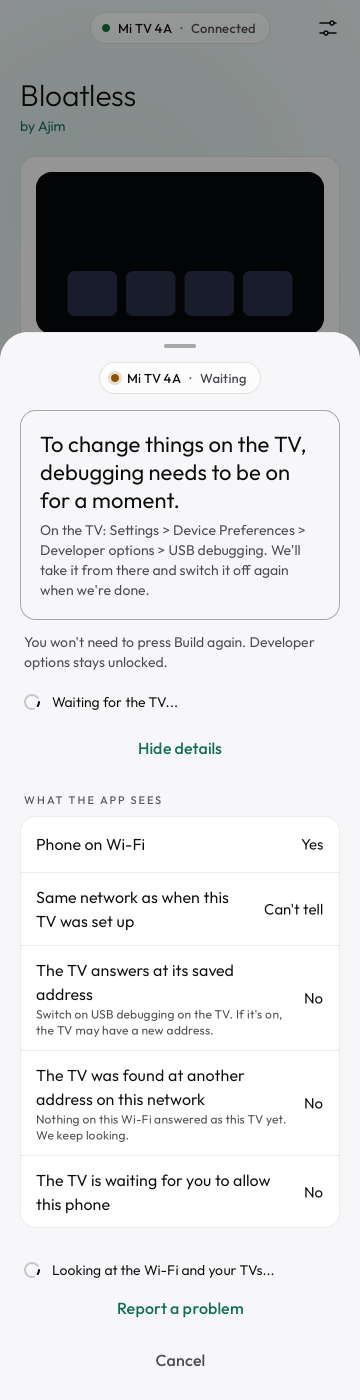 Mi TV 4A · Connected
Bloatless
by Ajim
Mi TV 4A · Waiting
To change things on the TV,
debugging needs to be on
for a moment.
On the TV: Settings > Device Preferences >
Developer options > USB debugging. We'll
take it from there and switch it off again
when we're done.
You won't need to press Build again. Developer
options stays unlocked.
Waiting for the TV...
Hide details
WHAT THE APP SEES
Phone on Wi-Fi Yes
Same network as when this
TV was set up
Can't tell
The TV answers at its saved
address
Switch on USB debugging on the TV. If it's on,
the TV may have a new address.
No
The TV was found at another
address on this network
Nothing on this Wi-Fi answered as this TV yet.
We keep looking.
No
The TV is waiting for you to allow
this phone
No
Looking at the Wi-Fi and your TVs...
Report a problem
Cancel